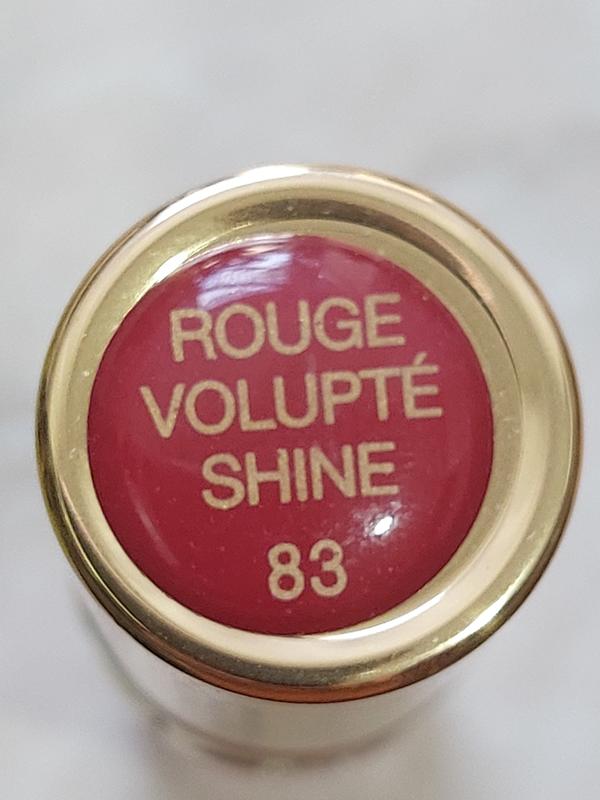 ROUGE
VOLUPTÉ
SHINE
83